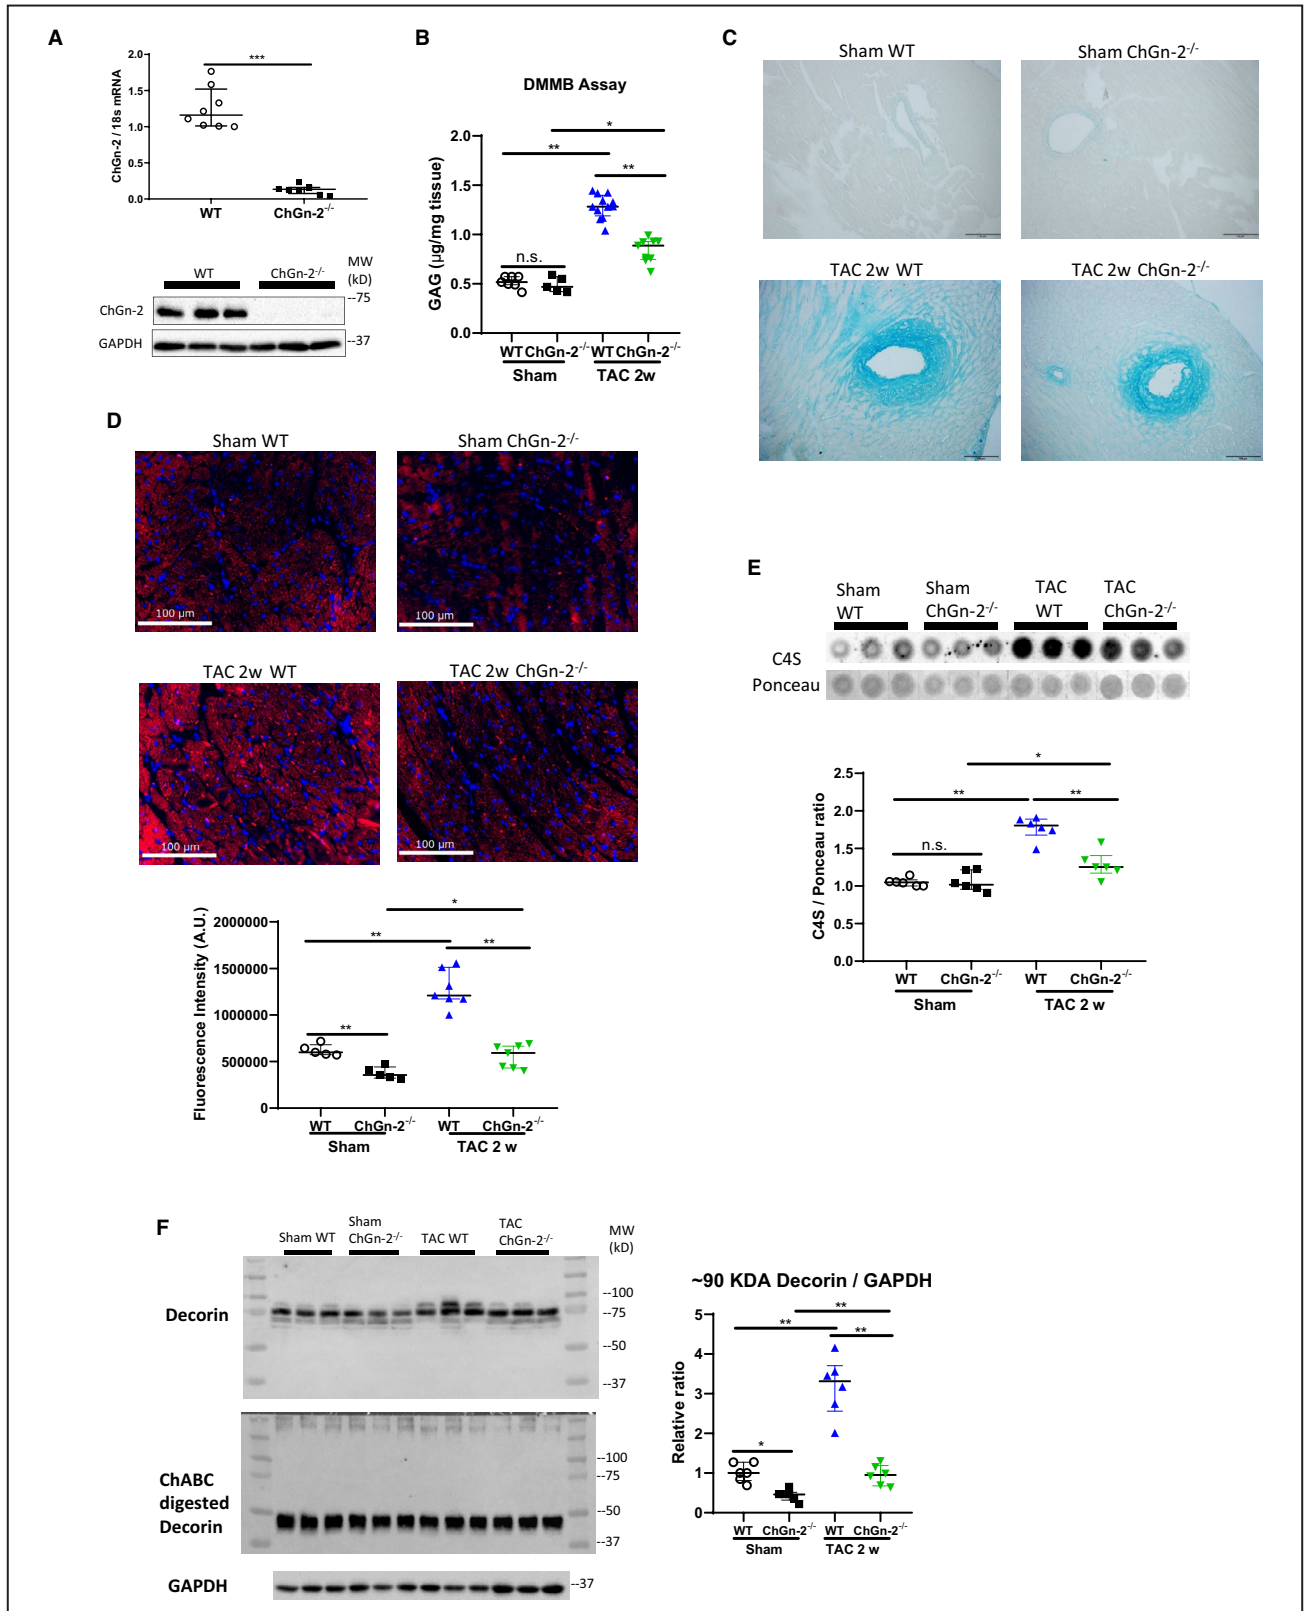 A
2.0
1.5
1.0
0.5
0.0
ChGn-2 / 18s mRNA
***
WT
ChGn-2-/-
WT
ChGn-2-/-
MW
(kD)
ChGn-2
--75
GAPDH
--37
B
DMMB Assay
GAG (µg/mg tissue)
2.0
1.5
1.0
0.5
0.0
*
**
**
n.s.
WT ChGn-2-/- WT ChGn-2-/-
Sham
TAC 2w
C
Sham WT
Sham ChGn-2-/-
TAC 2w WT
TAC 2w ChGn-2-/-
D
Sham WT
Sham ChGn-2-/-
100 µm
100 µm
TAC 2w WT
TAC 2w ChGn-2-/-
100 µm
100 µm
Fluorescence Intensity (A.U.)
2000000
1500000
1000000
500000
0
*
**
**
**
WT
ChGn-2-/-
WT
ChGn-2-/-
Sham
TAC 2 w
E
Sham
WT
Sham
ChGn-2-/-
TAC
WT
TAC
ChGn-2-/-
C4S
Ponceau
C4S / Ponceau ratio
2.5
2.0
1.5
1.0
0.5
0.0
*
**
**
n.s.
WT
ChGn-2-/-
WT
ChGn-2-/-
Sham
TAC 2 w
F
Sham WT
Sham
ChGn-2-/-
TAC WT
TAC
ChGn-2-/-
MW
(kD)
Decorin
--100
--75
--50
--37
ChABC
digested
Decorin
--100
--75
--50
--37
GAPDH
--37
~90 KDA Decorin / GAPDH
Relative ratio
5
4
3
2
1
0
**
**
**
*
WT
ChGn-2-/-
WT
ChGn-2-/-
Sham
TAC 2 w